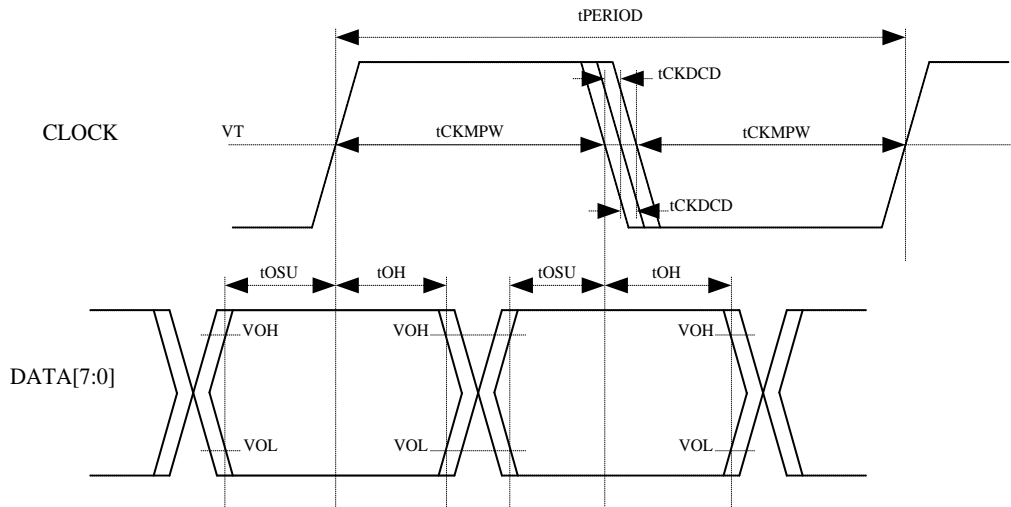 tPERIOD
tCKDCD
CLOCK
VT
tCKMPW
tCKMPW
tCKDCD
tOSU
tOH
tOSU
tOH
VOH
VOH
VOH
DATA[7:0]
VOL
VOL
VOL